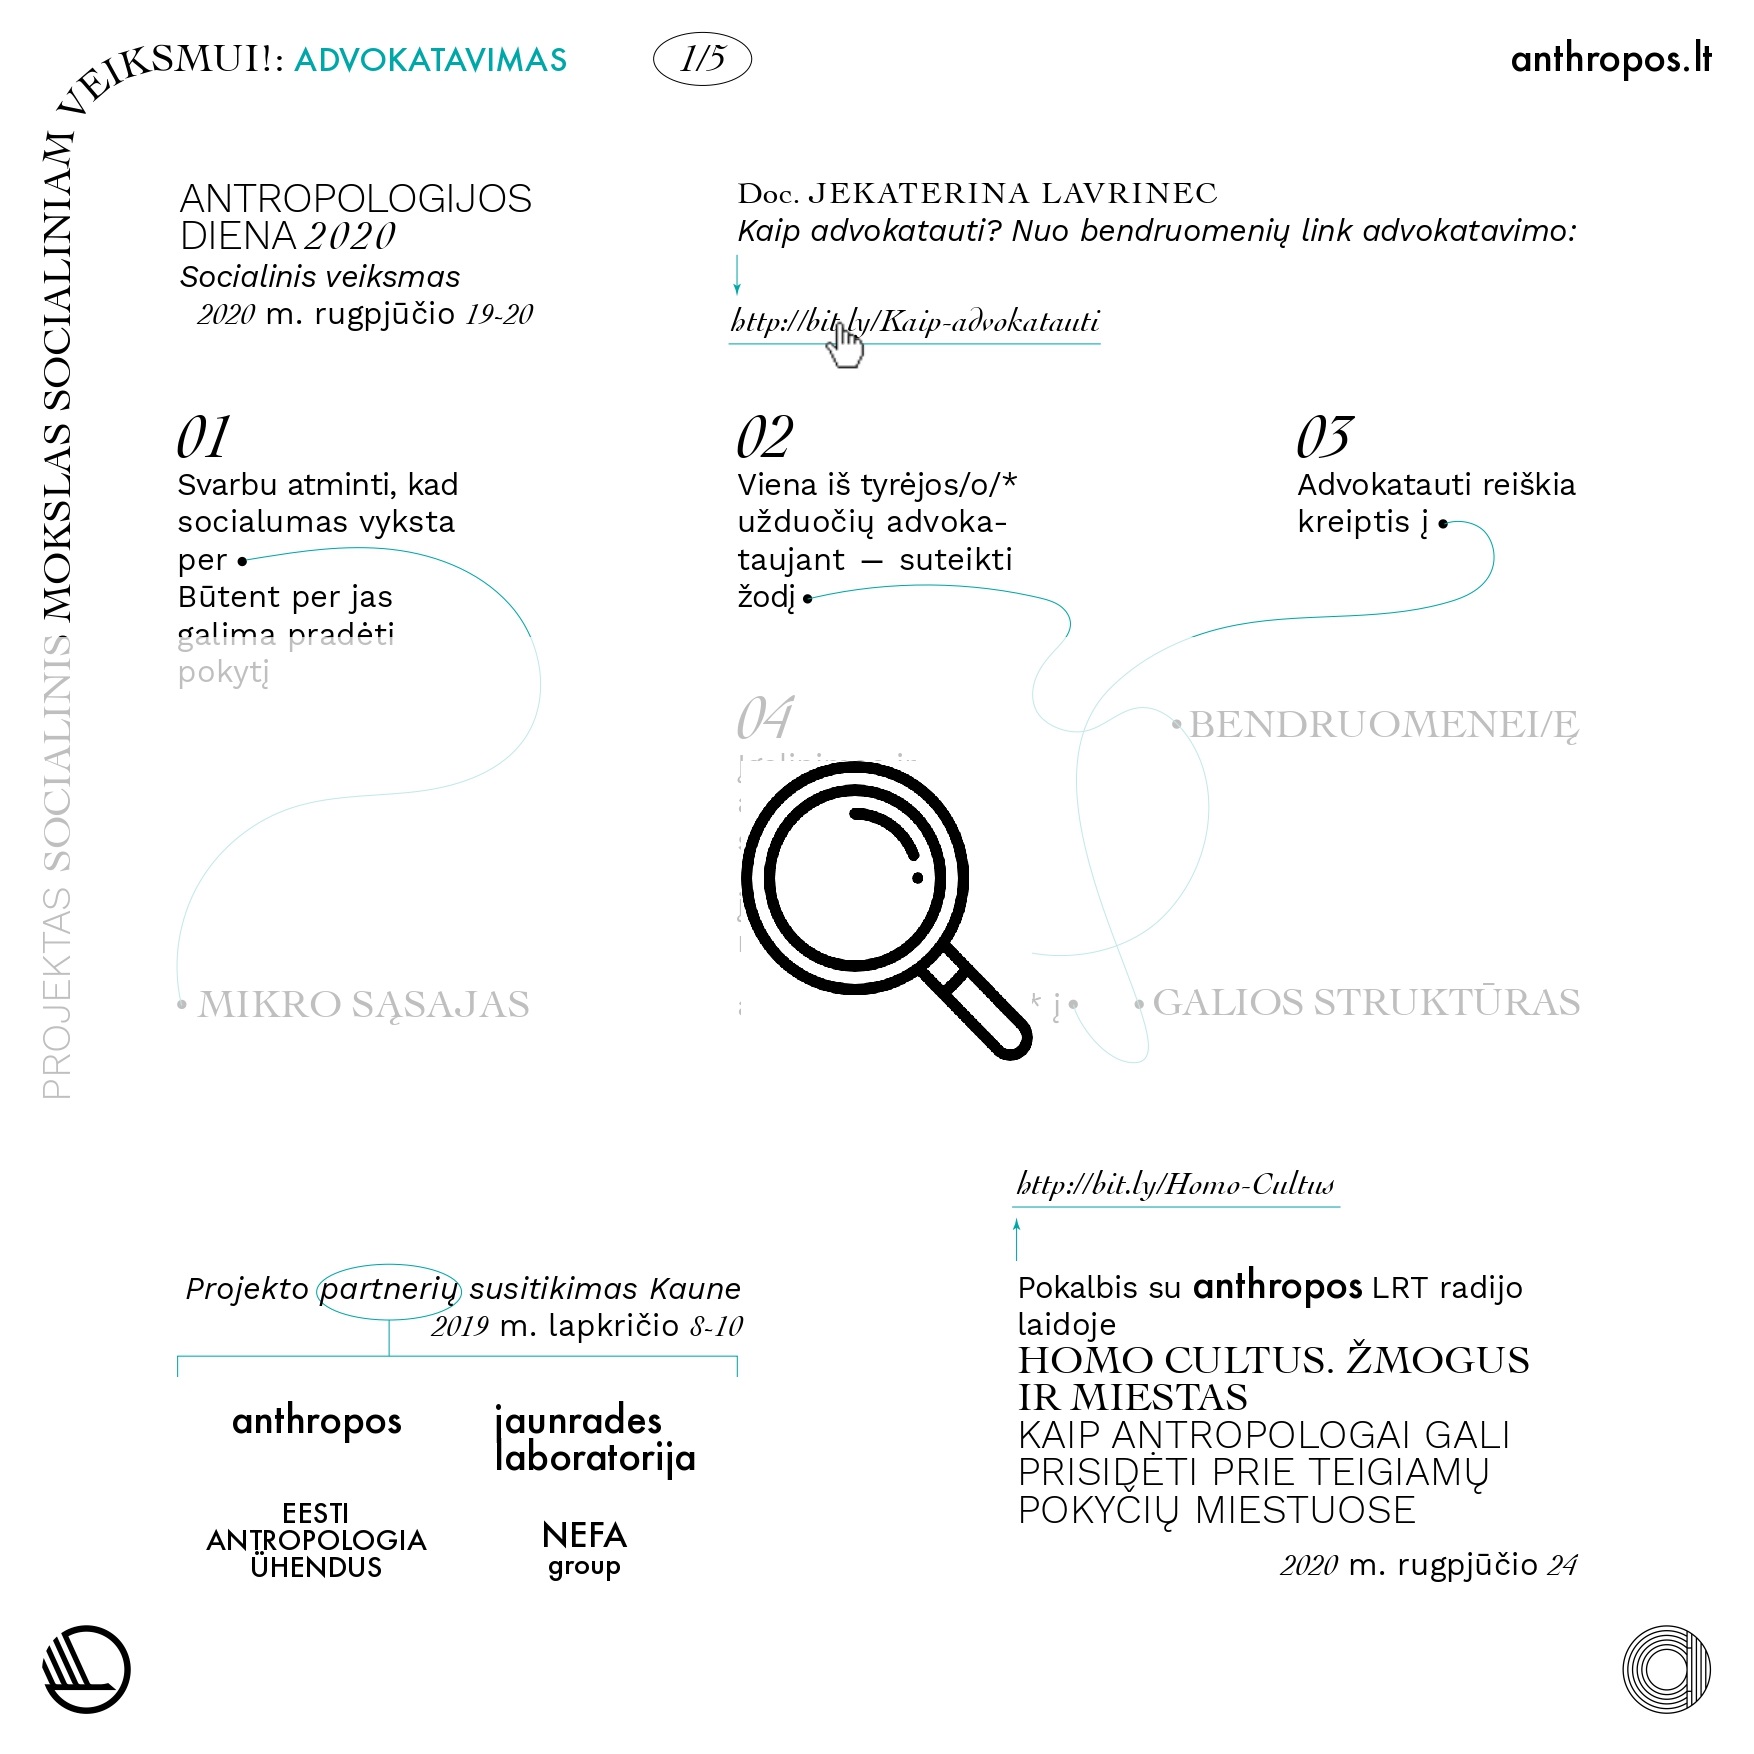 PROJEKTAS SOCIALINIS MOKSLAS SOCIALINIAM VEIKSMUI!: ADVOKATAVIMAS
1/5
anthropos.lt
ANTROPOLOGIJOS
DIENA 2020
Socialinis veiksmas
2020 m. rugpjūčio 19-20
Doc. JEKATERINA LAVRINEC
Kaip advokatauti? Nuo bendruomenių link advokatavimo:
http://bit.ly/Kaip-advokatauti
01
Svarbu atminti, kad
socialumas vyksta
per
Būtent per jas
galima pradėti
pokytį
MIKRO SĄSAJAS
02
Viena iš tyrėjos/o/*
užduočių advoka-
taujant – suteikti
žodį
BENDRUOMENEI/Ę
03
Advokatauti reiškia
kreiptis į
GALIOS STRUKTŪRAS
04
* į
http://bit.ly/Homo-Cultus
Pokalbis su anthropos LRT radijo
laidoje
HOMO CULTUS. ŽMOGUS
IR MIESTAS
KAIP ANTROPOLOGAI GALI
PRISIDĖTI PRIE TEIGIAMŲ
POKYČIŲ MIESTUOSE
2020 m. rugpjūčio 24
Projekto partnerių susitikimas Kaune
2019 m. lapkričio 8-10
anthropos
jaunrades
laboratorija
EESTI
ANTROPOLOGIA
ÜHENDUS
NEFA
group